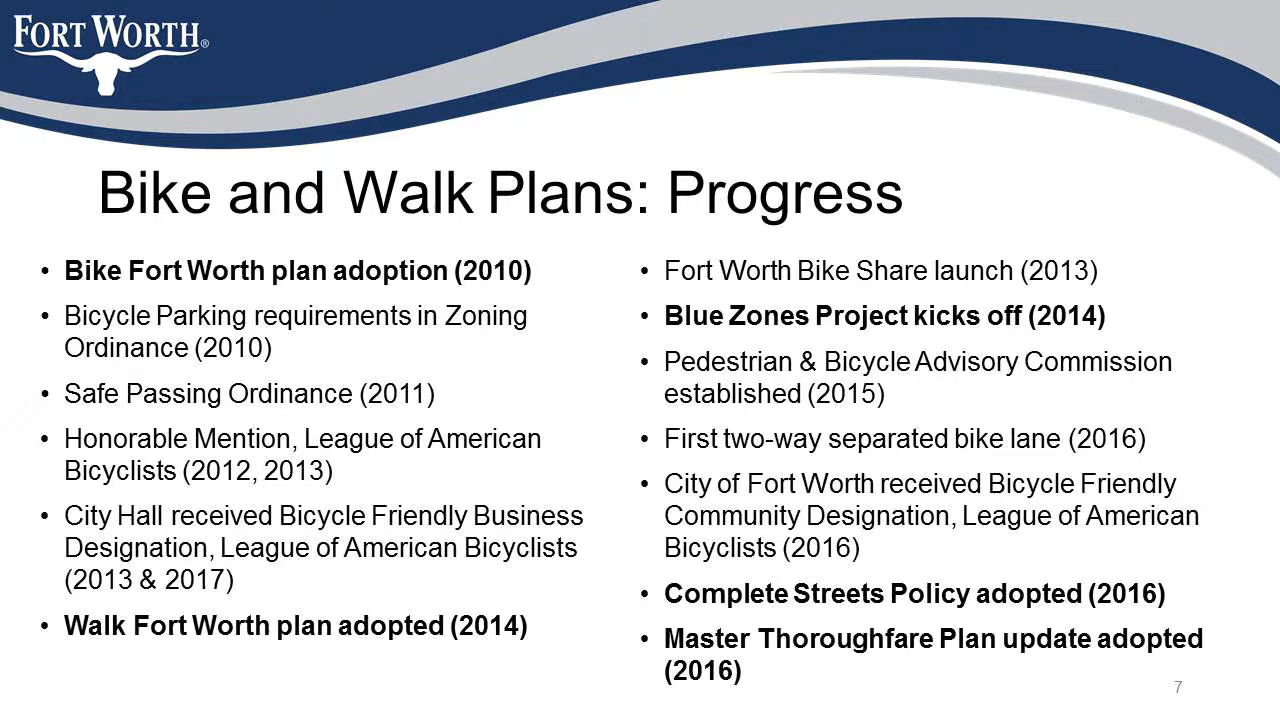 FORT WORTH®
Bike and Walk Plans: Progress
• Bike Fort Worth plan adoption (2010)
• Bicycle Parking requirements in Zoning
Ordinance (2010)
• Safe Passing Ordinance (2011)
• Honorable Mention, League of American
Bicyclists (2012, 2013)
• City Hall received Bicycle Friendly Business
Designation, League of American Bicyclists
(2013 & 2017)
• Walk Fort Worth plan adopted (2014)
• Fort Worth Bike Share launch (2013)
• Blue Zones Project kicks off (2014)
• Pedestrian & Bicycle Advisory Commission
established (2015)
• First two-way separated bike lane (2016)
• City of Fort Worth received Bicycle Friendly
Community Designation, League of American
Bicyclists (2016)
• Complete Streets Policy adopted (2016)
• Master Thoroughfare Plan update adopted
(2016)
7